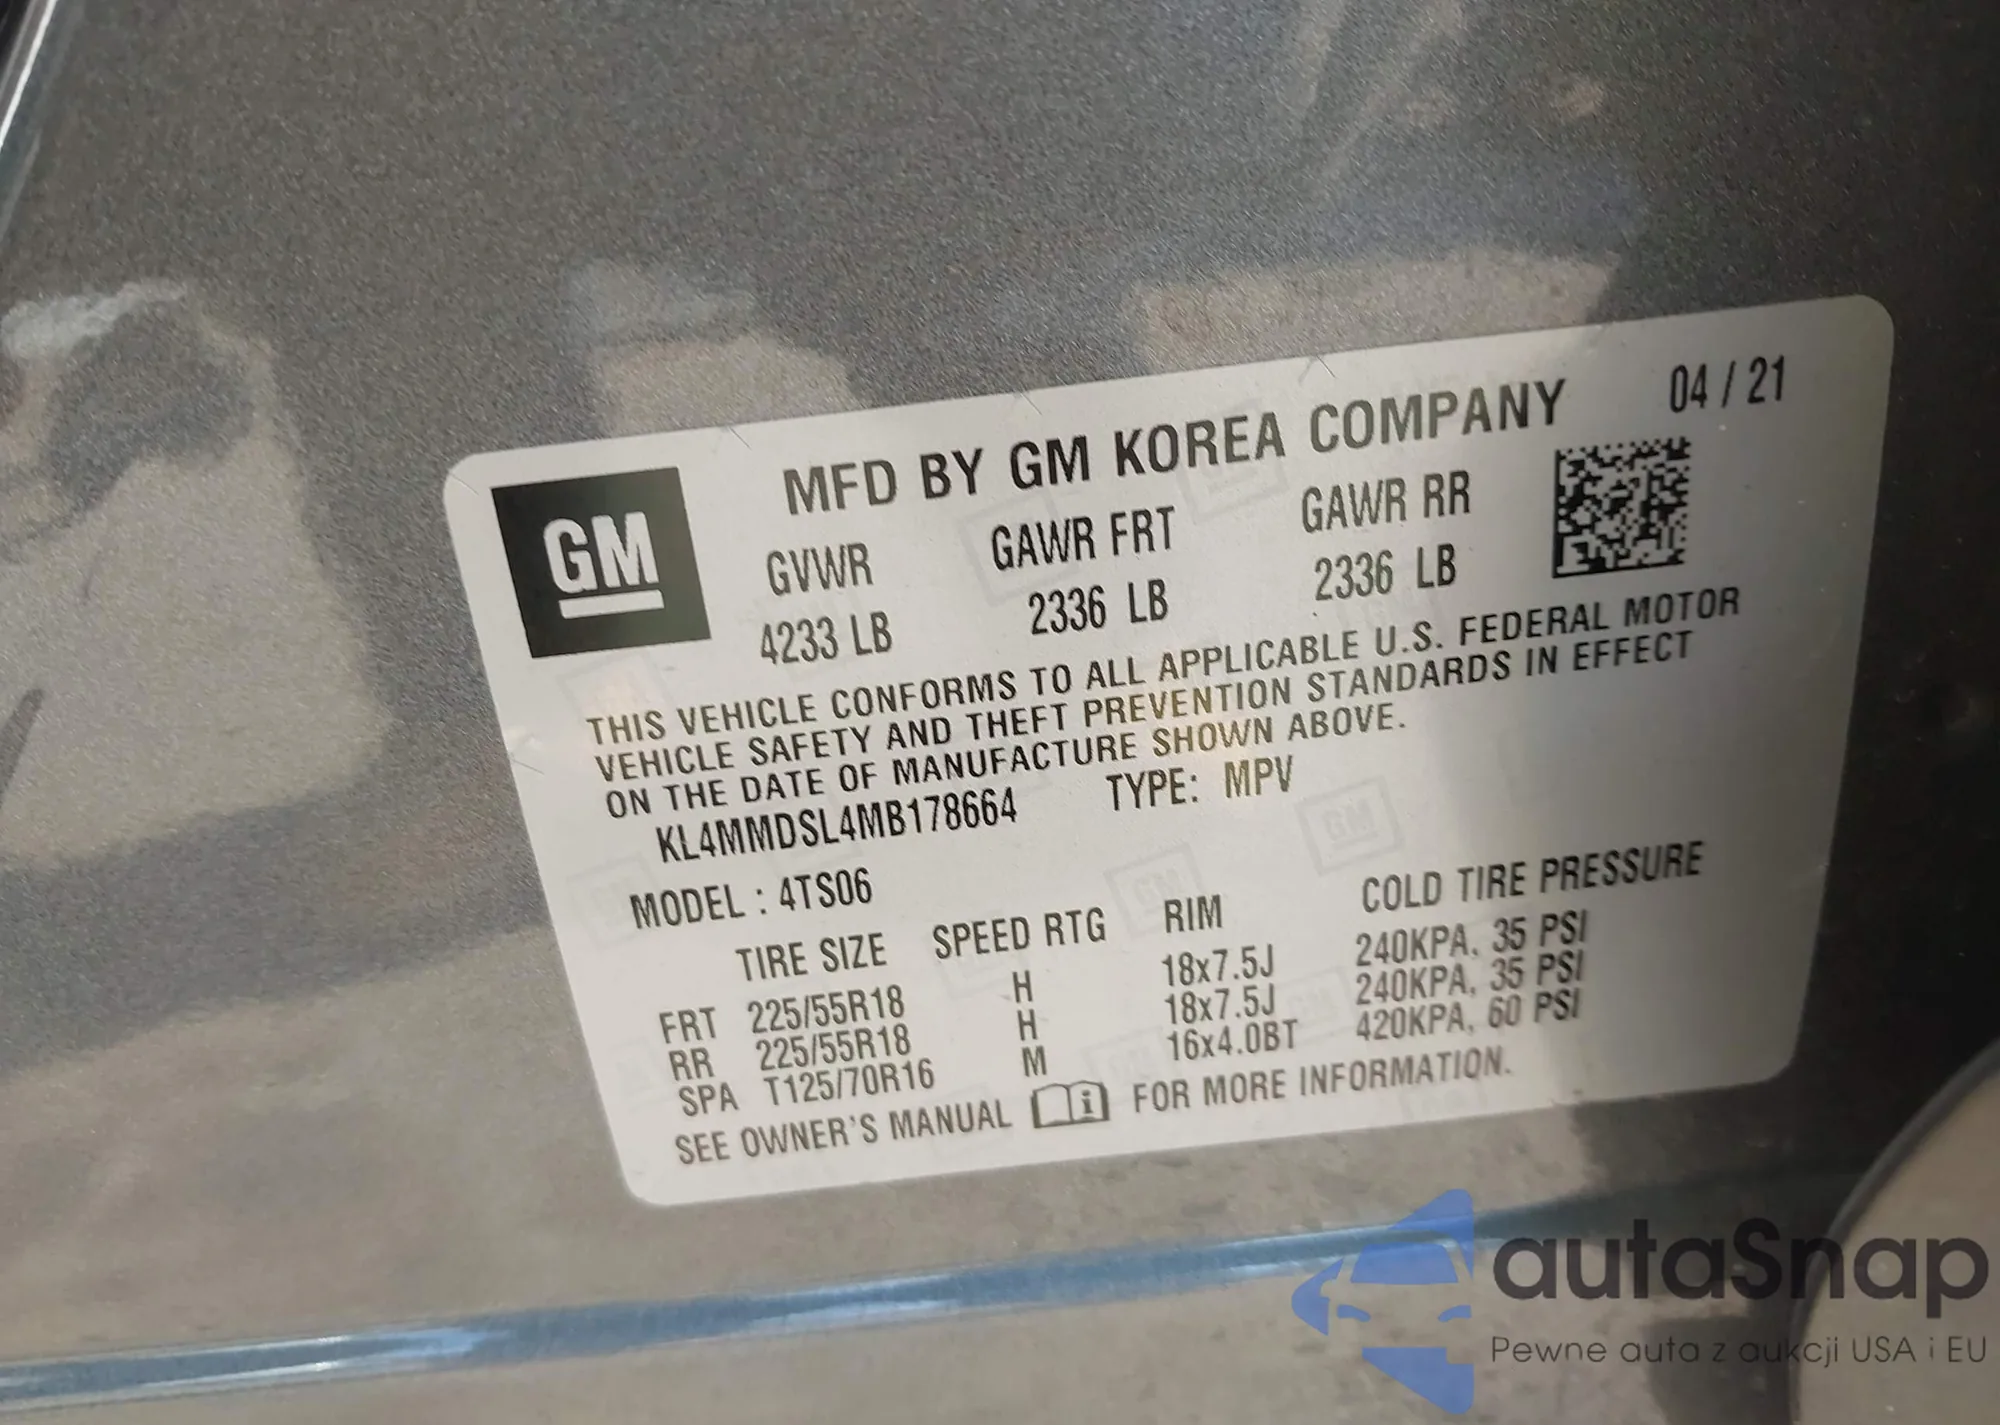 MFD BY GM KOREA COMPANY 04 / 21
GM
GVWR GAWR FRT GAWR RR
4233 LB 2336 LB 2336 LB
THIS VEHICLE CONFORMS TO ALL APPLICABLE U.S. FEDERAL MOTOR
VEHICLE SAFETY AND THEFT PREVENTION STANDARDS IN EFFECT
ON THE DATE OF MANUFACTURE SHOWN ABOVE.
KL4MMDSL4MB178664 TYPE: MPV
MODEL : 4TS06
TIRE SIZE SPEED RTG RIM COLD TIRE PRESSURE
FRT 225/55R18 H 18x7.5J 240KPA, 35 PSI
RR 225/55R18 H 18x7.5J 240KPA, 35 PSI
SPA T125/70R16 M 16x4.0BT 420KPA, 60 PSI
SEE OWNER'S MANUAL i FOR MORE INFORMATION.
autaSnap
Pewne auta z aukcji USA i EU